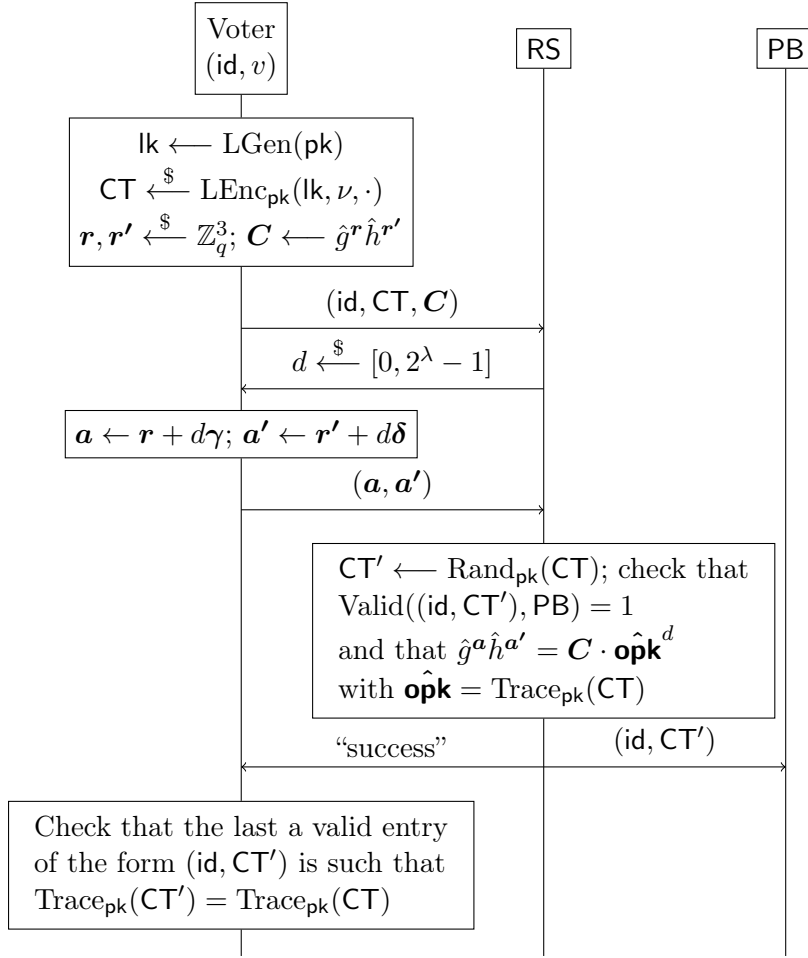 Voter
(id, v)
RS
PB
lk ⟵ LGen(pk)
CT ⟵$ LEnc_pk(lk, ν, ·)
r, r′ ⟵$ ℤ_q^3; C ⟵ ĝ^r ĥ^r′
(id, CT, C)
d ⟵$ [0, 2^λ − 1]
a ← r + dγ; a′ ← r′ + dδ
(a, a′)
CT′ ⟵ Rand_pk(CT); check that
Valid((id, CT′), PB) = 1
and that ĝ^a ĥ^a′ = C · op̂k^d
with op̂k = Trace_pk(CT)
“success”
(id, CT′)
Check that the last a valid entry
of the form (id, CT′) is such that
Trace_pk(CT′) = Trace_pk(CT)